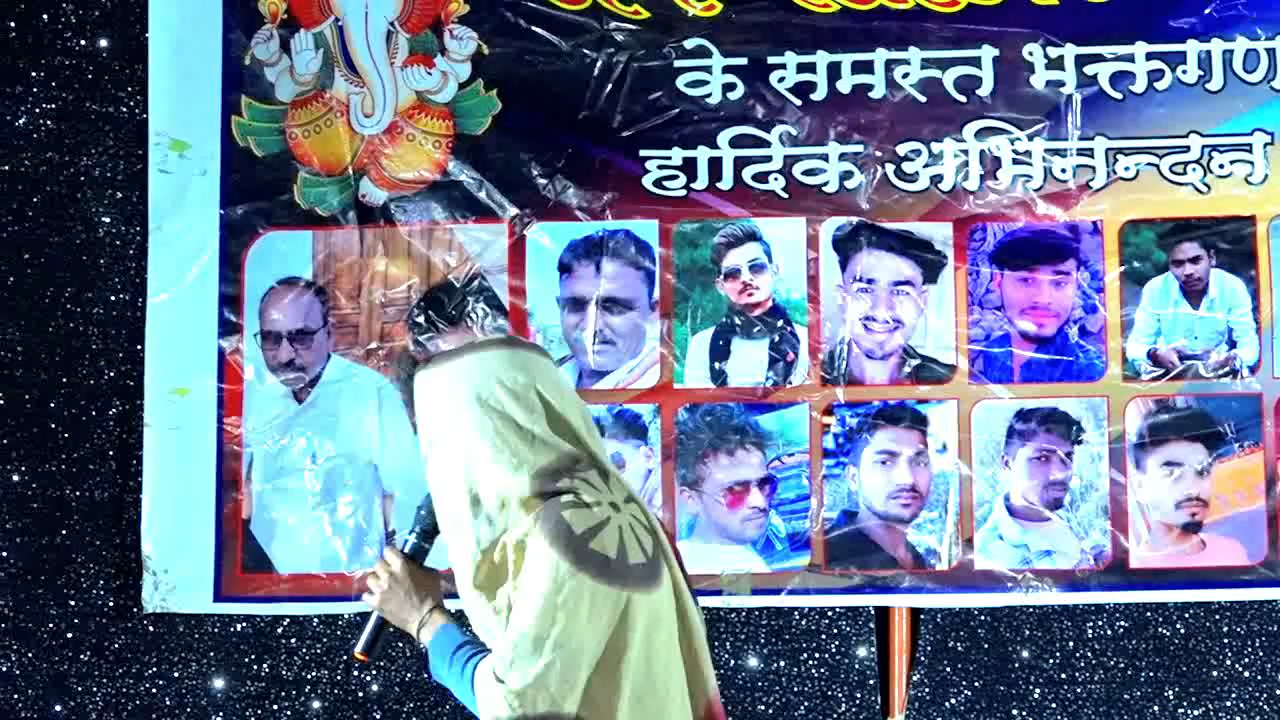 के समस्त भक्तगण
हार्दिक अभिनन्दन